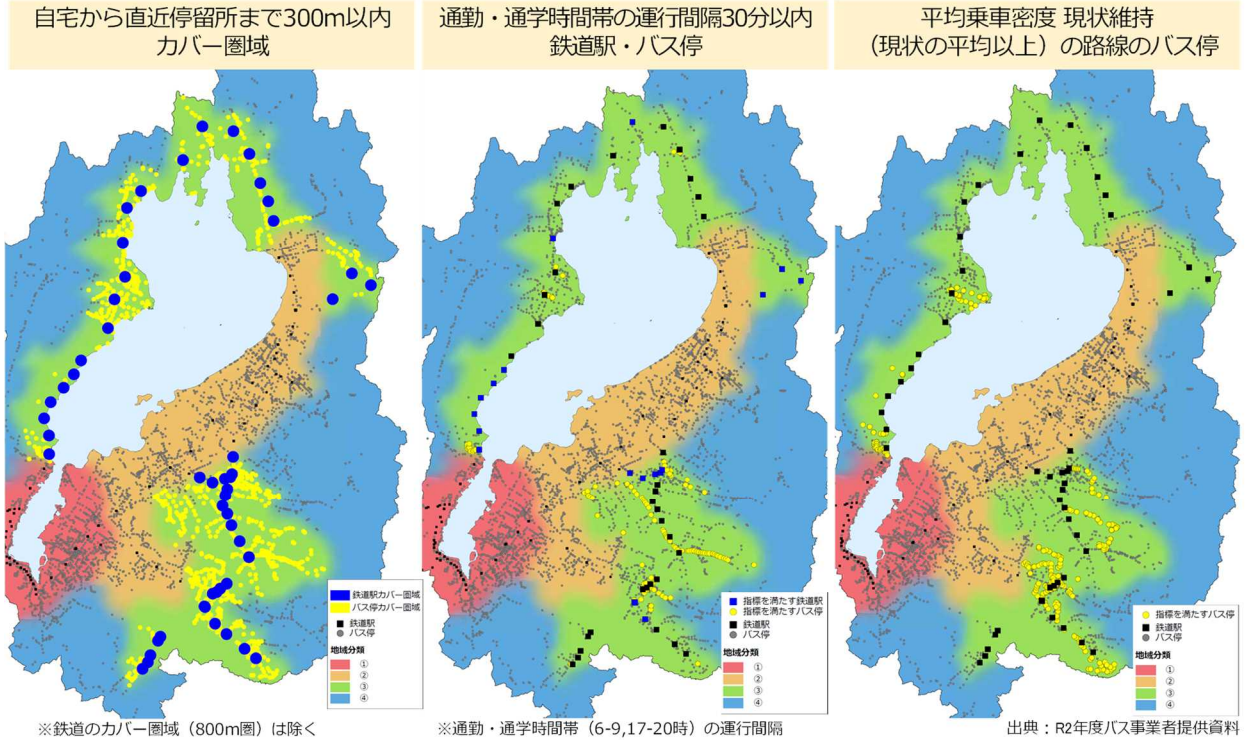 自宅から直近停留所まで300m以内
カバー圏域
通勤・通学時間帯の運行間隔30分以内
鉄道駅・バス停
平均乗車密度 現状維持
（現状の平均以上）の路線のバス停
鉄道駅カバー圏域
バス停カバー圏域
鉄道駅
バス停
地域分類
①
②
③
④
指標を満たす鉄道駅
指標を満たすバス停
鉄道駅
バス停
地域分類
①
②
③
④
指標を満たすバス停
鉄道駅
バス停
地域分類
①
②
③
④
※鉄道のカバー圏域（800m圏）は除く
※通勤・通学時間帯（6-9,17-20時）の運行間隔
出典：R2年度バス事業者提供資料